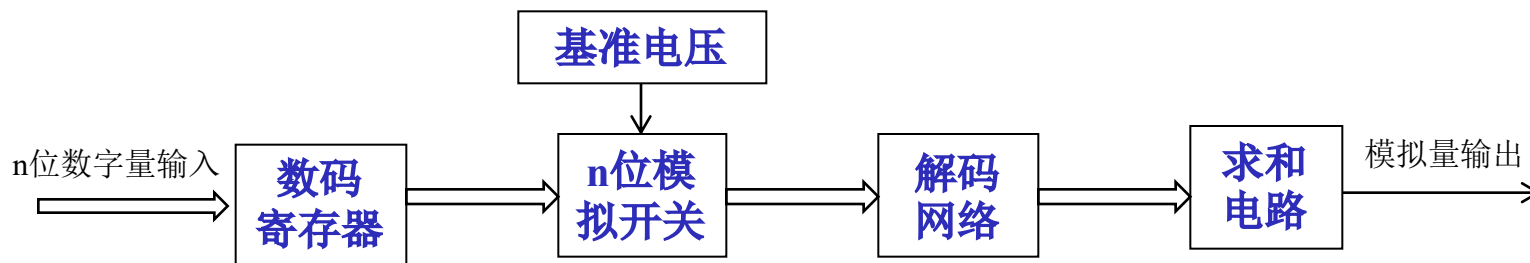 基准电压
n位数字量输入
数码
寄存器
n位模
拟开关
解码
网络
求和
电路
模拟量输出